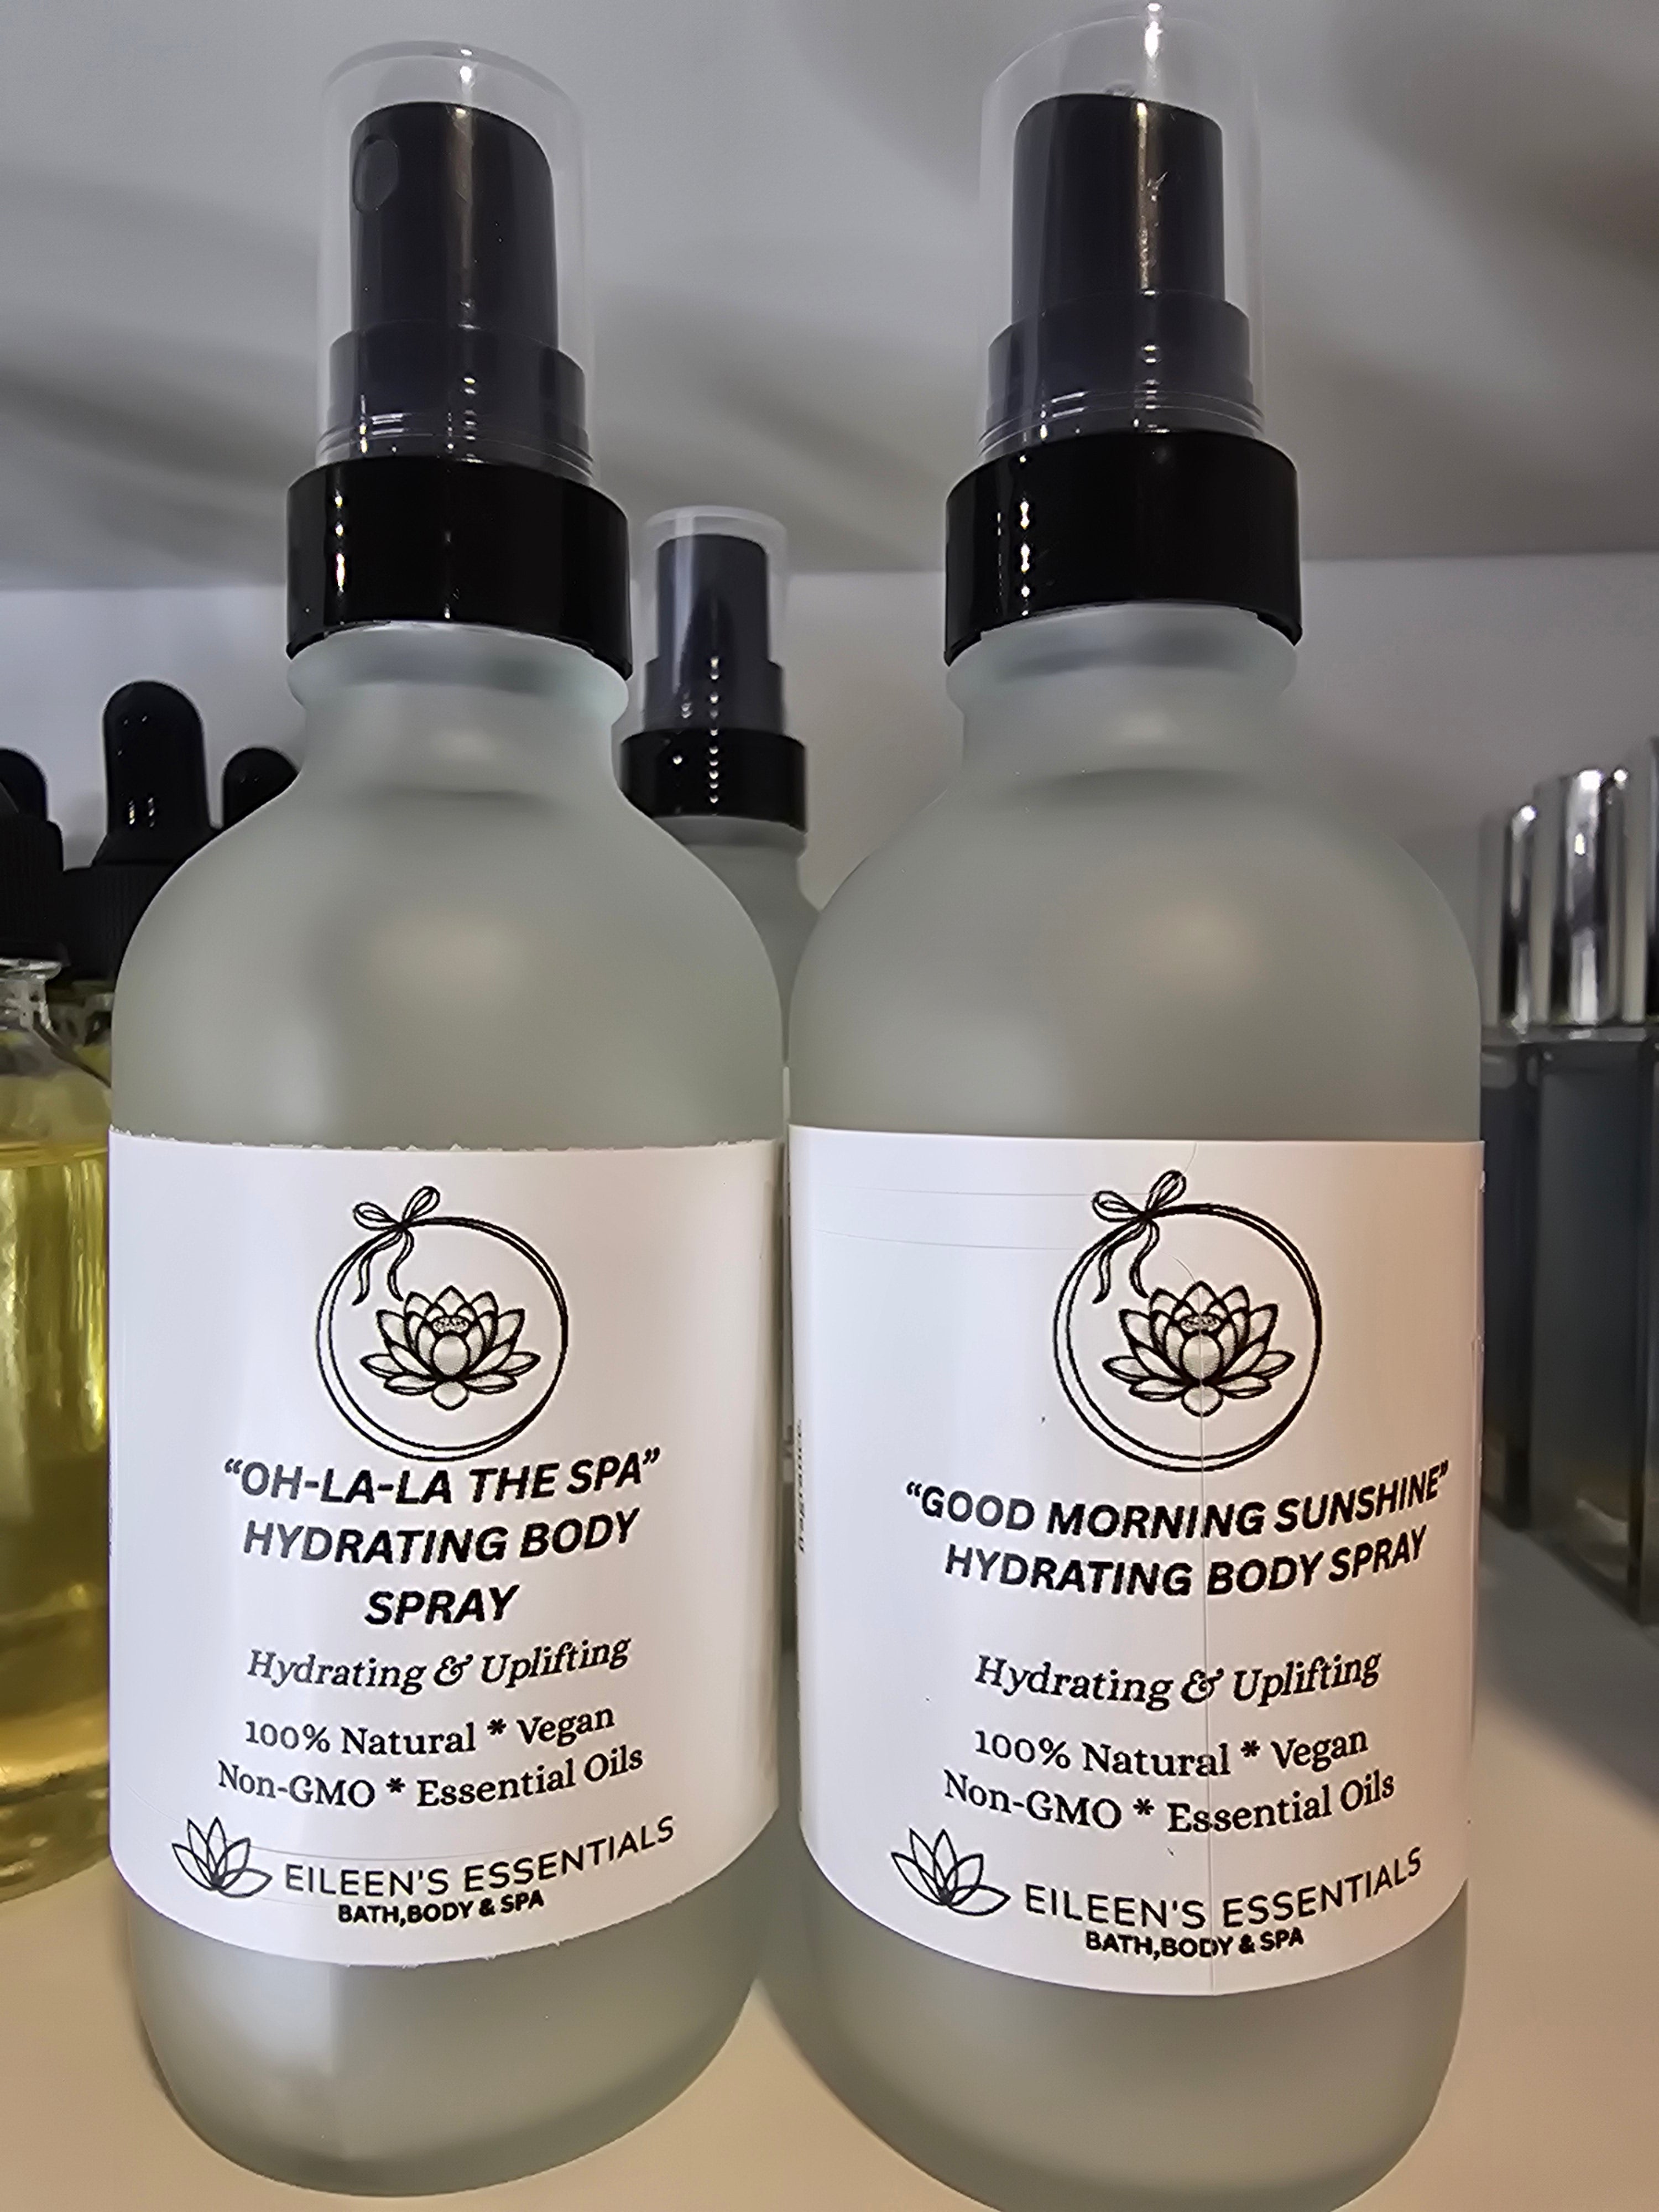 “OH-LA-LA THE SPA”
HYDRATING BODY
SPRAY
Hydrating & Uplifting
100% Natural * Vegan
Non-GMO * Essential Oils
EILEEN'S ESSENTIALS
BATH,BODY & SPA
fragrance.
“GOOD MORNING SUNSHINE”
HYDRATING BODY SPRAY
Hydrating & Uplifting
100% Natural * Vegan
Non-GMO * Essential Oils
EILEEN'S ESSENTIALS
BATH,BODY & SPA